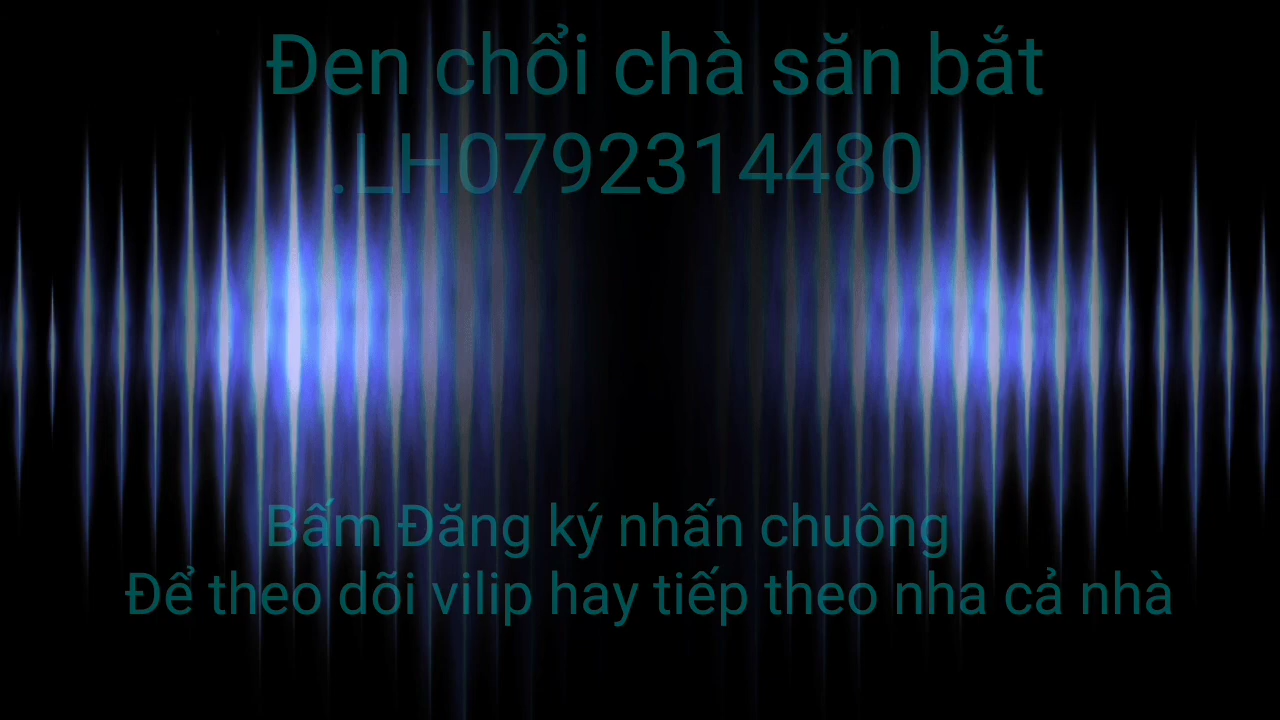 Đen chổi chà săn bắt
.LH0792314480
Bấm Đăng ký nhấn chuông
Để theo dõi vilip hay tiếp theo nha cả nhà